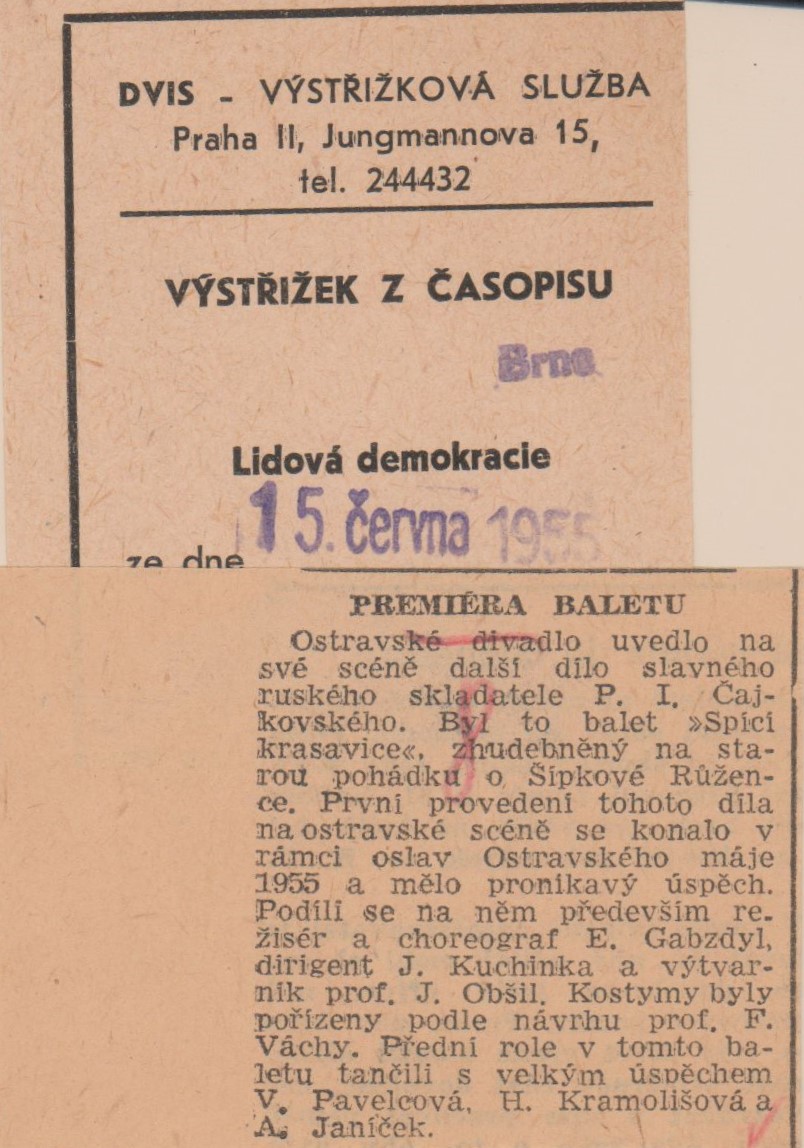 DVIS - VÝSTŘIŽKOVÁ SLUŽBA
Praha II, Jungmannova 15,
tel. 244432
VÝSTŘIŽEK Z ČASOPISU
Brno
Lidová demokracie
15. června 1955
ze dne
PREMIÉRA BALETU
Ostravské divadlo uvedlo na
své scéně další dílo slavného
ruského skladatele P. I. Čaj-
kovského. Byl to balet »Spící
krasavice«, zhudebněný na sta-
rou pohádku o Šípkové Růžen-
ce. První provedení tohoto díla
na ostravské scéně se konalo v
rámci oslav Ostravského máje
1955 a mělo pronikavý úspěch.
Podílí se na něm především re-
žisér a choreograf E. Gabzdyl,
dirigent J. Kuchinka a výtvar-
ník prof. J. Obšil. Kostymy byly
pořízeny podle návrhu prof. F.
Váchy. Přední role v tomto ba-
letu tančili s velkým úspěchem
V. Pavelcová, H. Kramolišová a
A. Janíček.